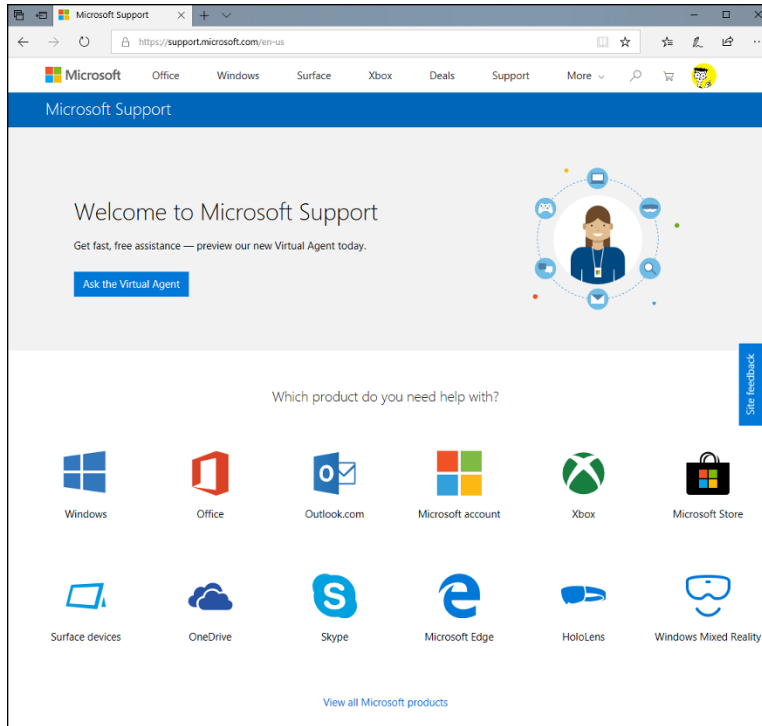 Microsoft Support
https://support.microsoft.com/en-us
Microsoft Office Windows Surface Xbox Deals Support More
Microsoft Support
Welcome to Microsoft Support
Get fast, free assistance — preview our new Virtual Agent today.
Ask the Virtual Agent
Site feedback
Which product do you need help with?
Windows Office Outlook.com Microsoft account Xbox Microsoft Store
Surface devices OneDrive Skype Microsoft Edge HoloLens Windows Mixed Reality
View all Microsoft products